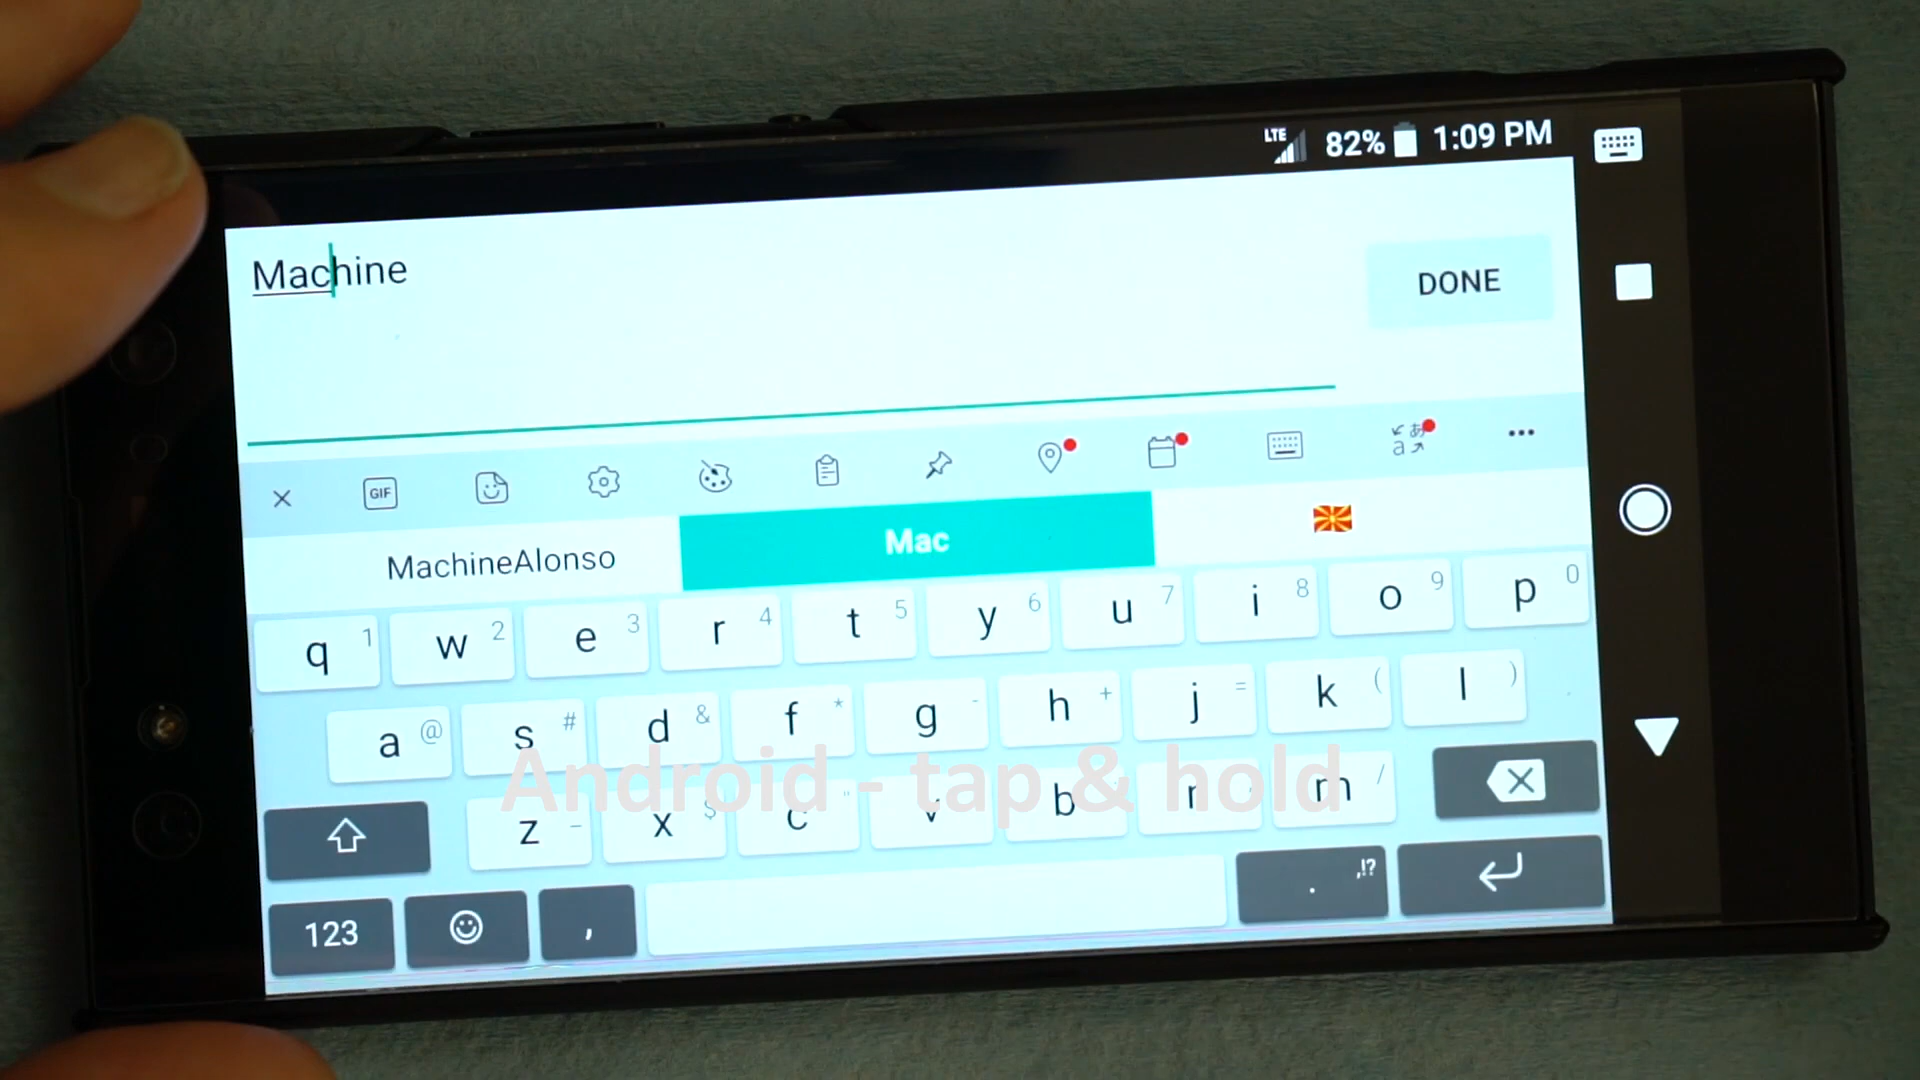 LTE 82% 1:09 PM
Machine
DONE
GIF
あ a
MachineAlonso Mac
q 1 w 2 e 3 r 4 t 5 y 6 u 7 i 8 o 9 p 0
a @ s # d & f * g - h + j = k ( l )
Android - tap & hold
z – x $ c " v b m /
123 , . ,!?